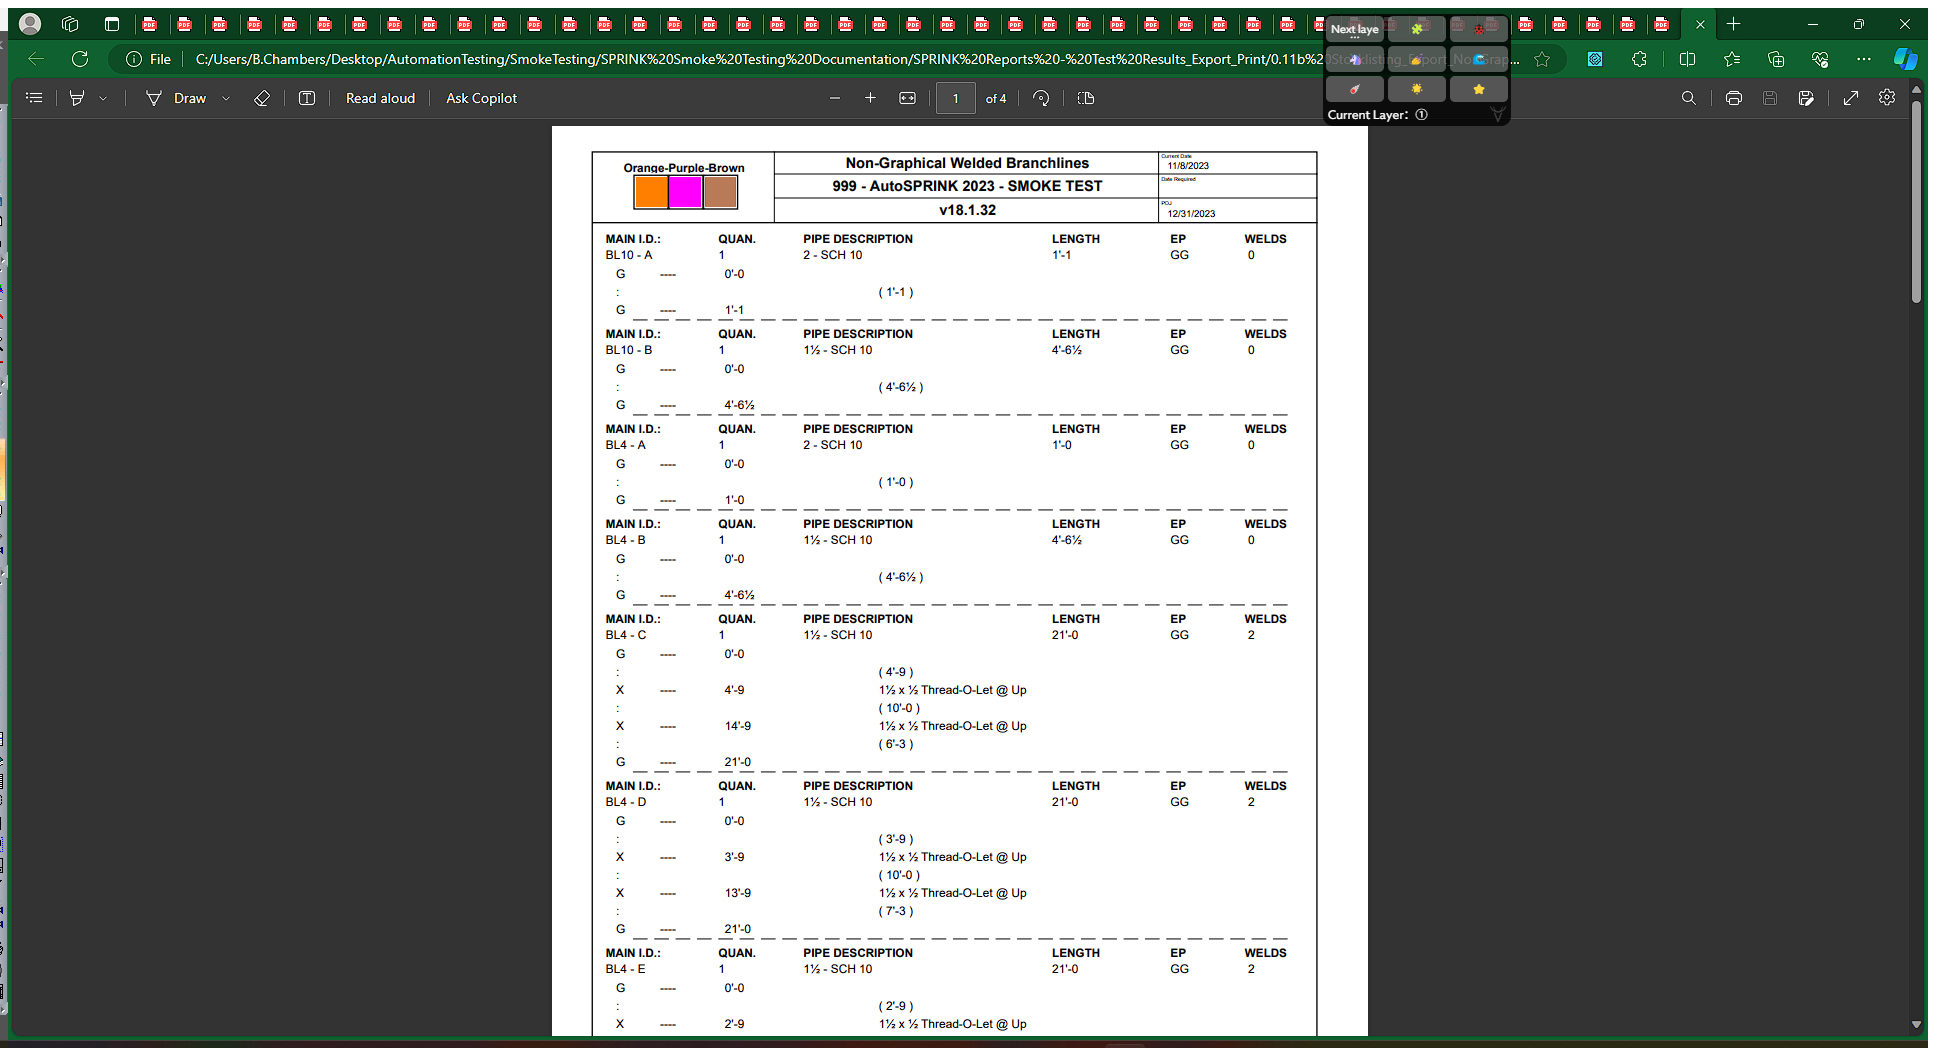 Next laye
File
C:/Users/B.Chambers/Desktop/AutomationTesting/SmokeTesting/SPRINK%20Smoke%20Testing%20Documentation/SPRINK%20Reports%20-%20Test%20Results_Export_Print/0.11b%20Stocklisting_Export_NonGrap...
Draw
Read aloud
Ask Copilot
1 of 4
Current Layer: ①
Orange-Purple-Brown
Non-Graphical Welded Branchlines
Current Date
11/8/2023
999 - AutoSPRINK 2023 - SMOKE TEST
Date Required
v18.1.32
POJ
12/31/2023
MAIN I.D.: QUAN. PIPE DESCRIPTION LENGTH EP WELDS
BL10 - A 1 2 - SCH 10 1'-1 GG 0
G ---- 0'-0
: ( 1'-1 )
G ---- 1'-1
MAIN I.D.: QUAN. PIPE DESCRIPTION LENGTH EP WELDS
BL10 - B 1 1½ - SCH 10 4'-6½ GG 0
G ---- 0'-0
: ( 4'-6½ )
G ---- 4'-6½
MAIN I.D.: QUAN. PIPE DESCRIPTION LENGTH EP WELDS
BL4 - A 1 2 - SCH 10 1'-0 GG 0
G ---- 0'-0
: ( 1'-0 )
G ---- 1'-0
MAIN I.D.: QUAN. PIPE DESCRIPTION LENGTH EP WELDS
BL4 - B 1 1½ - SCH 10 4'-6½ GG 0
G ---- 0'-0
: ( 4'-6½ )
G ---- 4'-6½
MAIN I.D.: QUAN. PIPE DESCRIPTION LENGTH EP WELDS
BL4 - C 1 1½ - SCH 10 21'-0 GG 2
G ---- 0'-0
: ( 4'-9 )
X ---- 4'-9 1½ x ½ Thread-O-Let @ Up
: ( 10'-0 )
X ---- 14'-9 1½ x ½ Thread-O-Let @ Up
: ( 6'-3 )
G ---- 21'-0
MAIN I.D.: QUAN. PIPE DESCRIPTION LENGTH EP WELDS
BL4 - D 1 1½ - SCH 10 21'-0 GG 2
G ---- 0'-0
: ( 3'-9 )
X ---- 3'-9 1½ x ½ Thread-O-Let @ Up
: ( 10'-0 )
X ---- 13'-9 1½ x ½ Thread-O-Let @ Up
: ( 7'-3 )
G ---- 21'-0
MAIN I.D.: QUAN. PIPE DESCRIPTION LENGTH EP WELDS
BL4 - E 1 1½ - SCH 10 21'-0 GG 2
G ---- 0'-0
: ( 2'-9 )
X ---- 2'-9 1½ x ½ Thread-O-Let @ Up